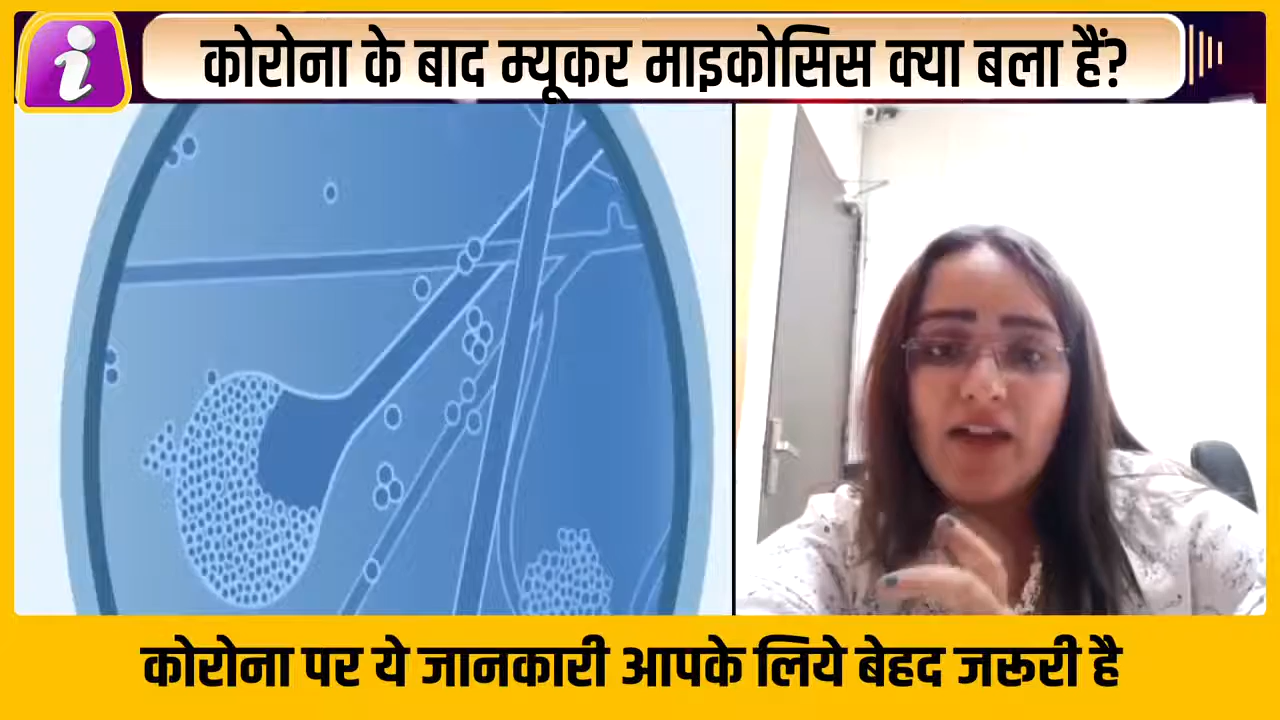 कोरोना के बाद म्यूकर माइकोसिस क्या बला हैं?
कोरोना पर ये जानकारी आपके लिये बेहद जरूरी है